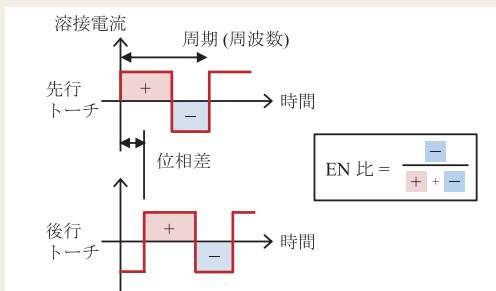 溶接電流
周期 (周波数)
先行
トーチ
+
−
時間
位相差
EN 比 = − / + + −
後行
トーチ
+
−
時間